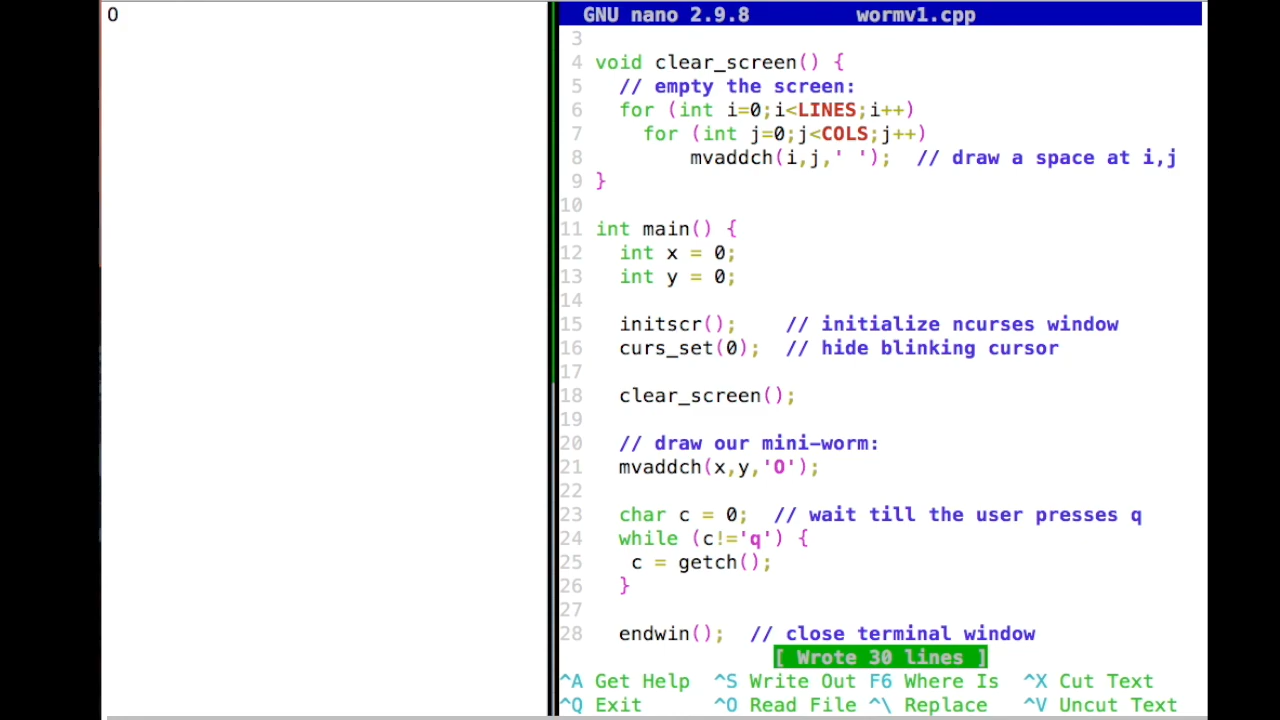 O
GNU nano 2.9.8 wormv1.cpp
3
4 void clear_screen() {
5 // empty the screen:
6 for (int i=0;i<LINES;i++)
7 for (int j=0;j<COLS;j++)
8 mvaddch(i,j,' '); // draw a space at i,j
9 }
10
11 int main() {
12 int x = 0;
13 int y = 0;
14
15 initscr(); // initialize ncurses window
16 curs_set(0); // hide blinking cursor
17
18 clear_screen();
19
20 // draw our mini-worm:
21 mvaddch(x,y,'O');
22
23 char c = 0; // wait till the user presses q
24 while (c!='q') {
25 c = getch();
26 }
27
28 endwin(); // close terminal window
[ Wrote 30 lines ]
^A Get Help ^S Write Out F6 Where Is ^X Cut Text
^Q Exit ^O Read File ^\ Replace ^V Uncut Text